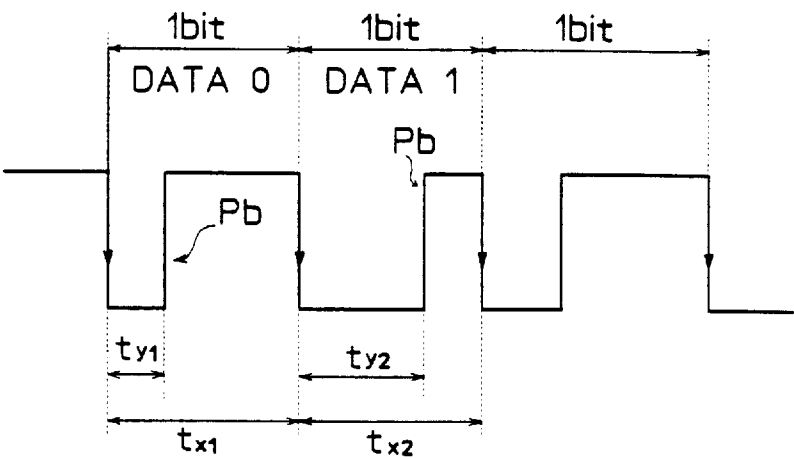 1bit 1bit 1bit
DATA 0 DATA 1
Pb
Pb
ty1 ty2
tx1 tx2